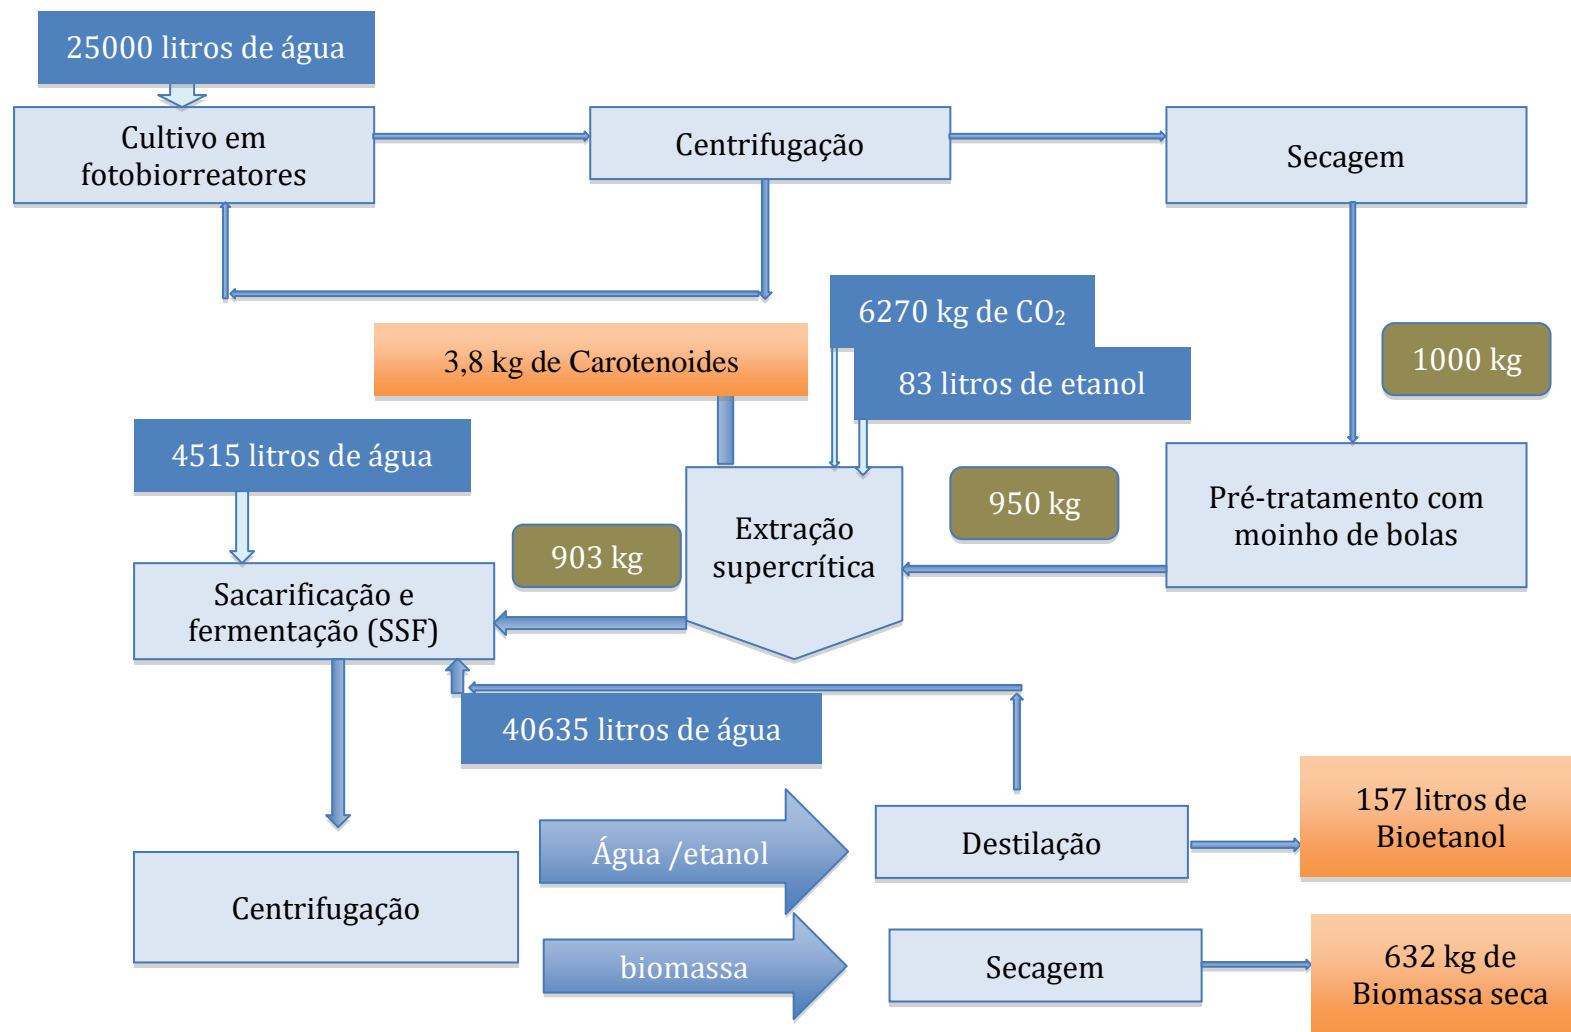 25000 litros de água
Cultivo em
fotobiorreatores
Centrifugação
Secagem
6270 kg de CO₂
3,8 kg de Carotenoides
83 litros de etanol
1000 kg
4515 litros de água
950 kg
Pré-tratamento com
moinho de bolas
Extração
supercrítica
903 kg
Sacarificação e
fermentação (SSF)
40635 litros de água
157 litros de
Bioetanol
Água /etanol
Destilação
Centrifugação
biomassa
Secagem
632 kg de
Biomassa seca